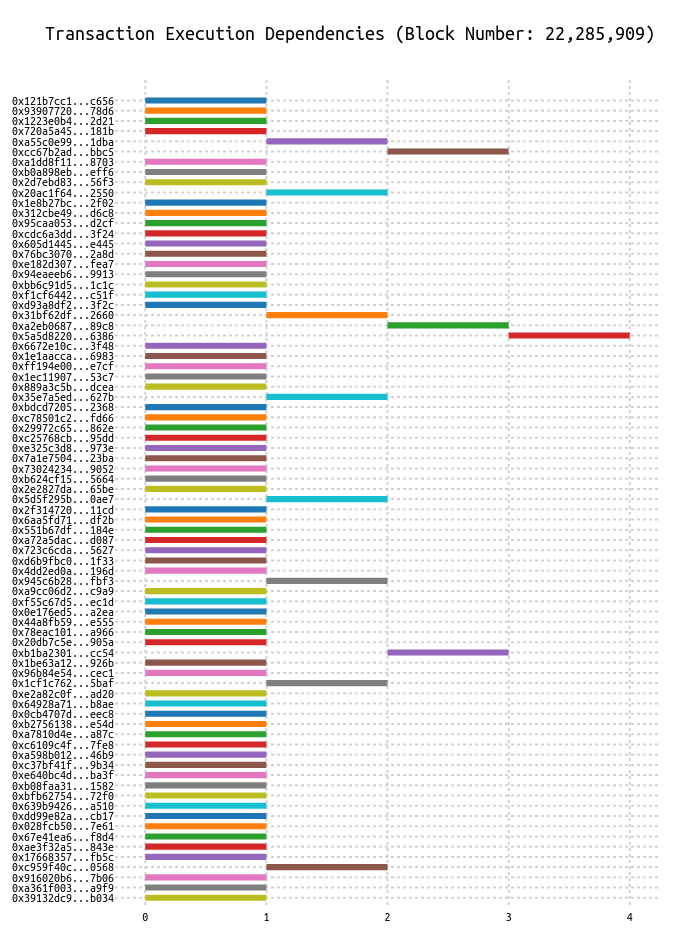 Transaction Execution Dependencies (Block Number: 22,285,909)
0x121b7cc1...c656
0x93907720...78d6
0x1223e0b4...2d21
0x720a5a45...181b
0xa55c0e99...1dba
0xcc67b2ad...bbc5
0xa1dd8f11...8703
0xb0a898eb...eff6
0x2d7ebd83...56f3
0x20ac1f64...2550
0x1e8b27bc...2f02
0x312cbe49...d6c8
0x95caa053...d2cf
0xcdc6a3dd...3f24
0x605d1445...e445
0x76bc3070...2a8d
0xe182d307...fea7
0x94eaeeb6...9913
0xbb6c91d5...1c1c
0xf1cf6442...c51f
0xd93a8df2...3f2c
0x31bf62df...2660
0xa2eb0687...89c8
0x5a5d8220...6386
0x6672e10c...3f48
0x1e1aacca...6983
0xff194e00...e7cf
0x1ec11907...53c7
0x889a3c5b...dcea
0x35e7a5ed...627b
0xbdcd7205...2368
0xc78501c2...fd66
0x29972c65...862e
0xc25768cb...95dd
0xe325c3d8...973e
0x7a1e7504...23ba
0x73024234...9052
0xb624cf15...5664
0x2e2827da...65be
0x5d5f295b...0ae7
0x2f314720...11cd
0x6aa5fd71...df2b
0x551b67df...184e
0xa72a5dac...d087
0x723c6cda...5627
0xd6b9fbc0...1f33
0x4dd2ed0a...196d
0x945c6b28...fbf3
0xa9cc06d2...c9a9
0xf55c67d5...ec1d
0x0e176ed5...a2ea
0x44a8fb59...e555
0x78eac101...a966
0x20db7c5e...905a
0xb1ba2301...cc54
0x1be63a12...926b
0x96b84e54...cec1
0x1cf1c762...5baf
0xe2a82c0f...ad20
0x64928a71...b8ae
0x0cb4707d...eec8
0xb2756138...e54d
0xa7810d4e...a87c
0xc6109c4f...7fe8
0xa598b012...46b9
0xc37bf41f...9b34
0xe640bc4d...ba3f
0xb08faa31...1582
0xbfb62754...72f0
0x639b9426...a510
0xdd99e82a...cb17
0x028fcb50...7e61
0x67e41ea6...f8d4
0xae3f32a5...843e
0x17668357...fb5c
0xc959f40c...0568
0x916020b6...7b06
0xa361f003...a9f9
0x39132dc9...b034
0 1 2 3 4